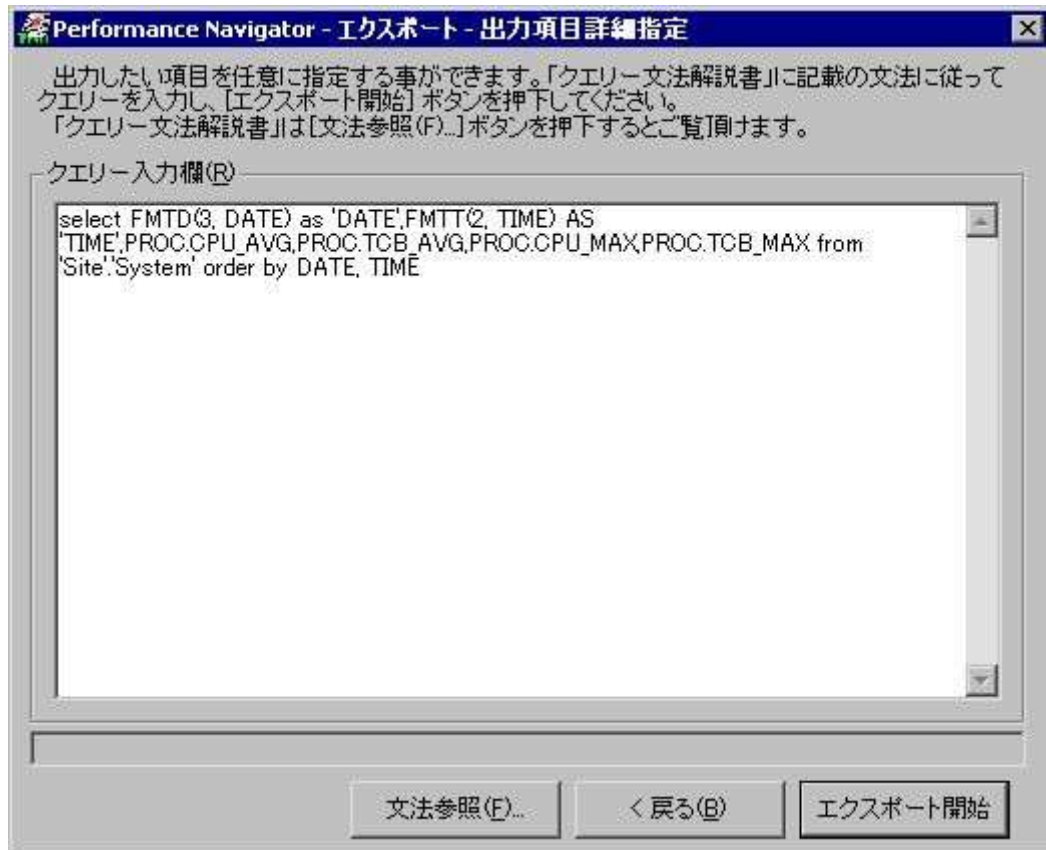 Performance Navigator - エクスポート - 出力項目詳細指定
出力したい項目を任意に指定する事ができます。「クエリー文法解説書」に記載の文法に従って
クエリーを入力し、[エクスポート開始] ボタンを押下してください。
「クエリー文法解説書」は[文法参照(F)...]ボタンを押下するとご覧頂けます。
クエリー入力欄(R)
select FMTD(3, DATE) as 'DATE',FMTT(2, TIME) AS
'TIME',PROC.CPU_AVG,PROC.TCB_AVG,PROC.CPU_MAX,PROC.TCB_MAX from
'Site'.'System' order by DATE, TIME
文法参照(F)...
< 戻る(B)
エクスポート開始